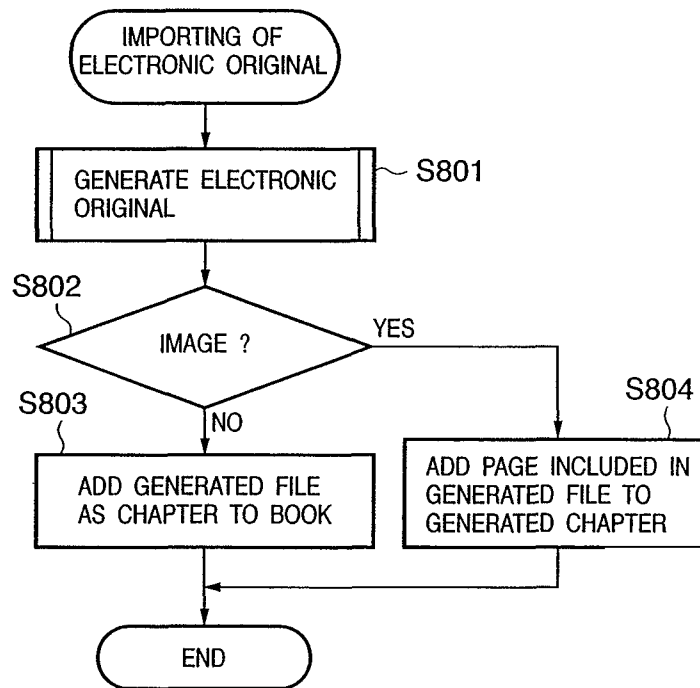 IMPORTING OF
ELECTRONIC ORIGINAL
GENERATE ELECTRONIC
ORIGINAL
S801
S802
IMAGE ?
YES
NO
S803
ADD GENERATED FILE
AS CHAPTER TO BOOK
S804
ADD PAGE INCLUDED IN
GENERATED FILE TO
GENERATED CHAPTER
END